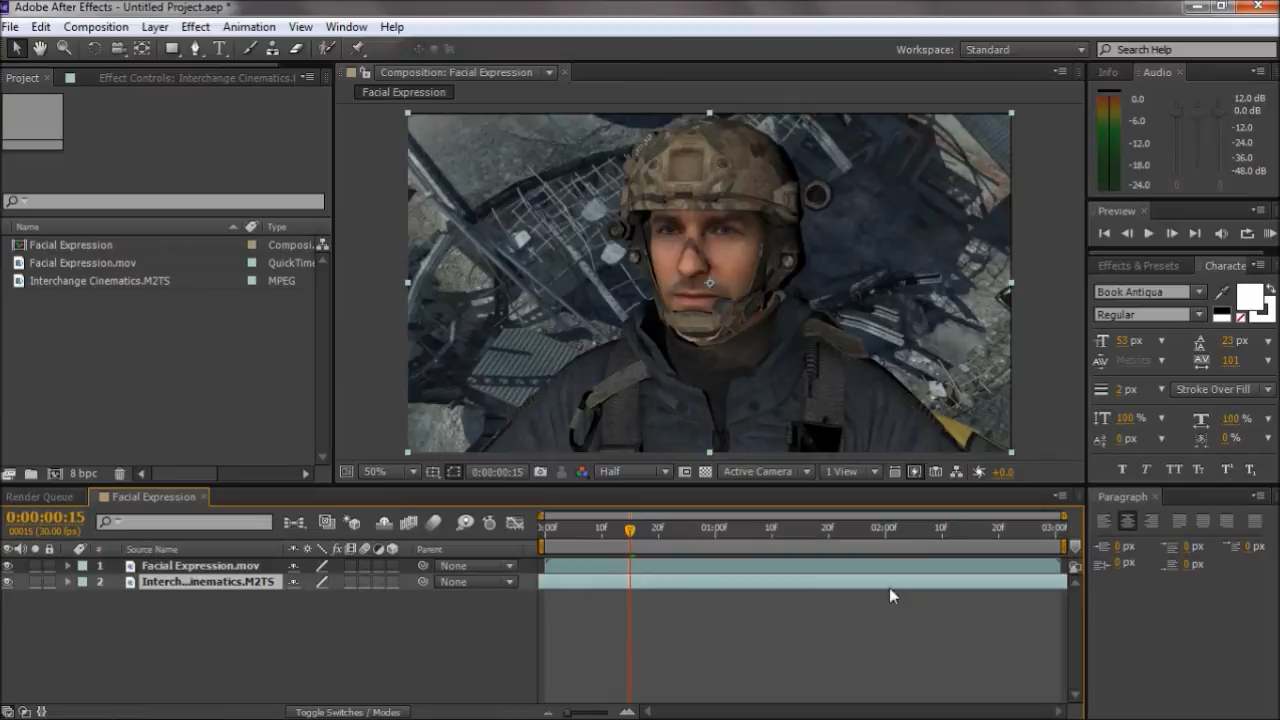 Adobe After Effects - Untitled Project.aep *
File Edit Composition Layer Effect Animation View Window Help
Workspace: Standard Search Help
Project Effect Controls: Interchange Cinematics.
Composition: Facial Expression
Info Audio
Facial Expression
0.0
-6.0
-12.0
-18.0
-24.0
0 0
12.0 dB
0.0 dB
-12.0
-24.0
-36.0
-48.0 dB
Preview
Name Type
Facial Expression Composi
Facial Expression.mov QuickTime
Interchange Cinematics.M2TS MPEG
Effects & Presets Characte
Book Antiqua
Regular
53 px 23 px
Metrics 101
2 px Stroke Over Fill
100 % 100 %
0 px 0 %
T T TT Tт T' T,
8 bpc
50% 0:00:00:15 Half Active Camera 1 View +0.0
Render Queue Facial Expression
0:00:00:15
00015 (30.00 fps)
:00f 10f 20f 01:00f 10f 20f 02:00f 10f 20f 03:00f
# Source Name Parent
1 Facial Expression.mov None
2 Interch...inematics.M2TS None
Toggle Switches / Modes
Paragraph
0 px 0 px 0 px
0 px 0 px